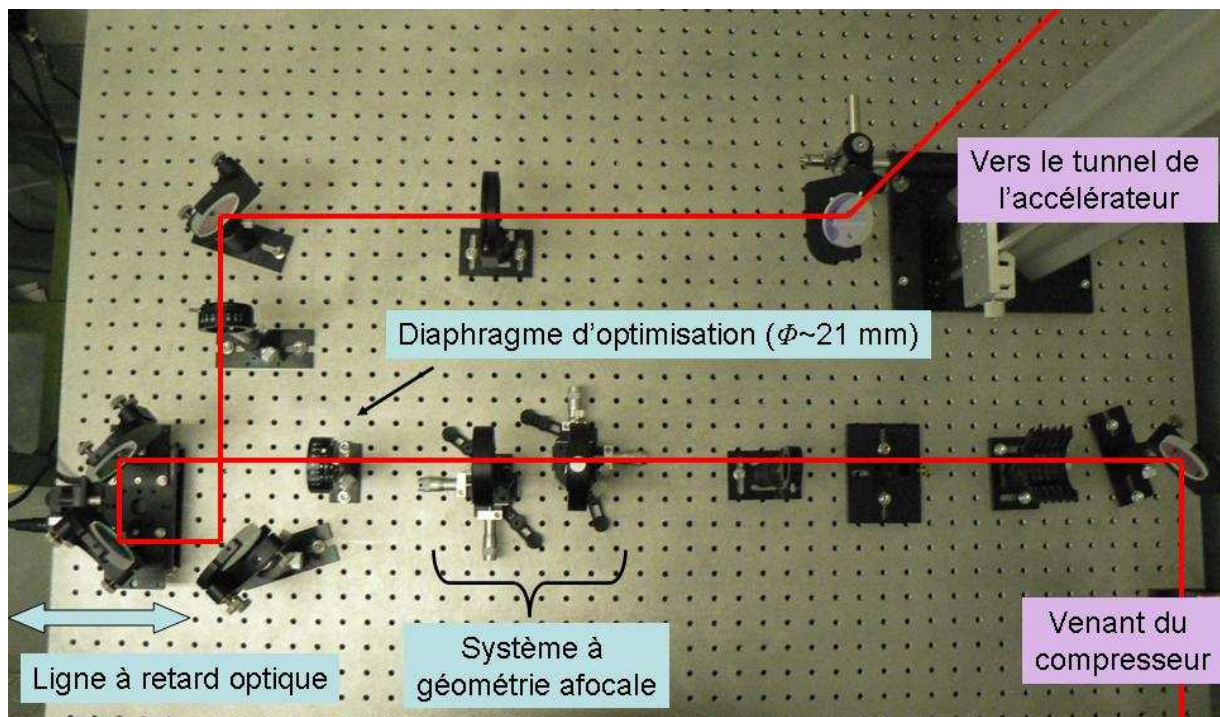 Vers le tunnel de
l'accélérateur
Diaphragme d'optimisation (Φ~21 mm)
Système à
géométrie afocale
Ligne à retard optique
Venant du
compresseur